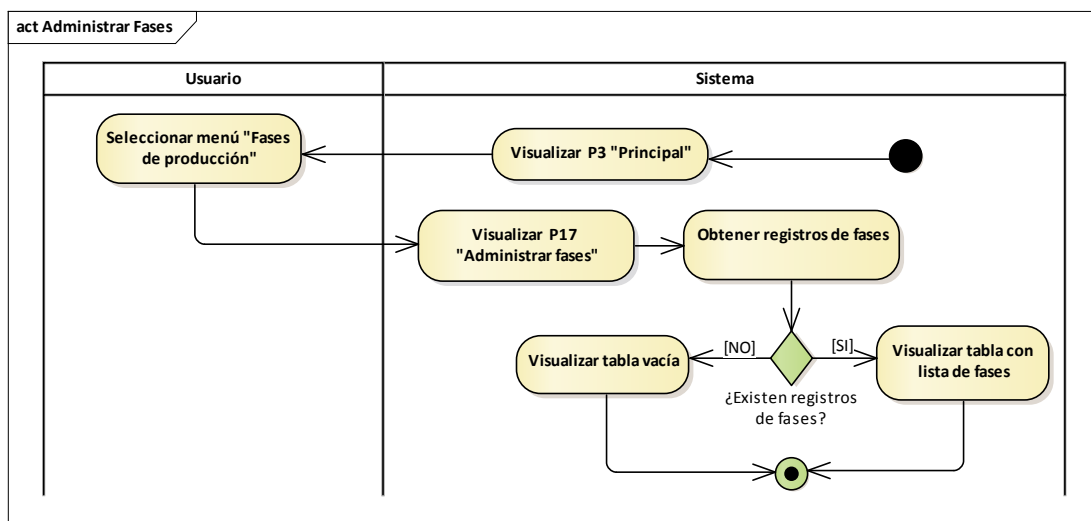 act Administrar Fases
Usuario
Sistema
Seleccionar menú "Fases
de producción"
Visualizar P3 "Principal"
Visualizar P17
"Administrar fases"
Obtener registros de fases
Visualizar tabla vacía
[NO]
[SI]
Visualizar tabla con
lista de fases
¿Existen registros
de fases?